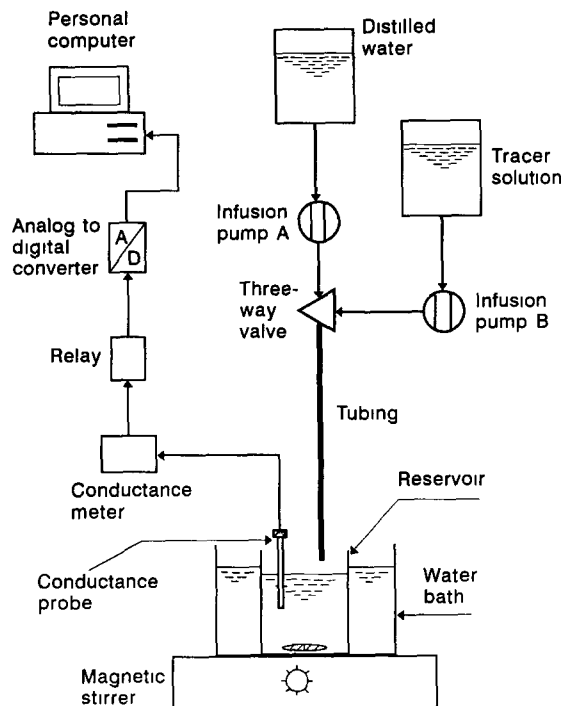 Personal
computer
Distilled
water
Tracer
solution
Infusion
pump A
Analog to
digital
converter
A
D
Three-
way
valve
Infusion
pump B
Relay
Tubing
Conductance
meter
Reservoir
Conductance
probe
Water
bath
Magnetic
stirrer